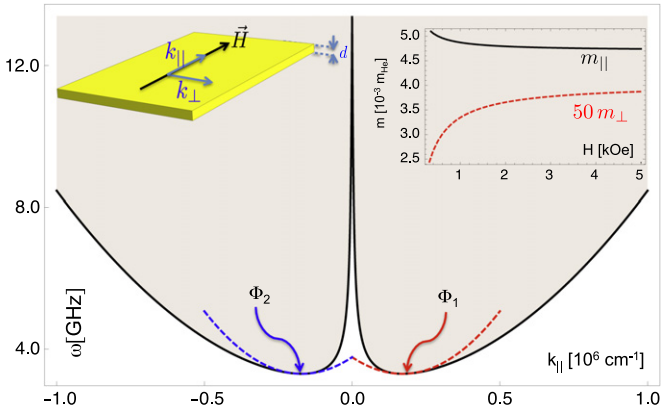 12.0
8.0
4.0
ω[GHz]
k||
H⃗
k⊥
d
Φ2
Φ1
5.0
4.5
4.0
3.5
3.0
2.5
m [10⁻³ mHe]
m||
50 m⊥
H [kOe]
1
2
3
4
5
k|| [10⁶ cm⁻¹]
−1.0
−0.5
0.0
0.5
1.0